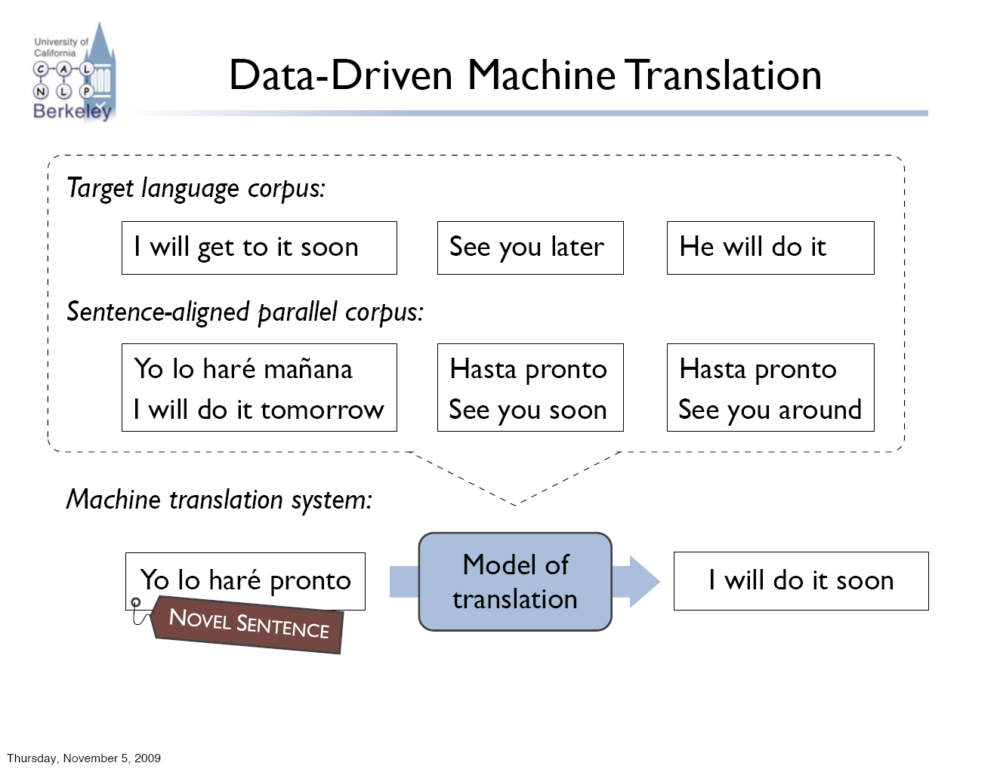 University of
California
C A L
N L P
Berkeley
Data-Driven Machine Translation
Target language corpus:
I will get to it soon
See you later
He will do it
Sentence-aligned parallel corpus:
Yo lo haré mañana
I will do it tomorrow
Hasta pronto
See you soon
Hasta pronto
See you around
Machine translation system:
Yo lo haré pronto
NOVEL SENTENCE
Model of
translation
I will do it soon
Thursday, November 5, 2009